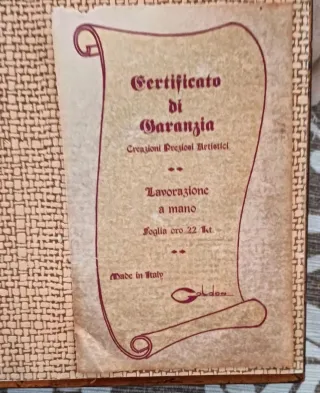 Certificato
di
Garanzia
Creazioni Preziosi Artistici
Lavorazione
a mano
Foglia oro 22 Kt
Made in Italy
Golden